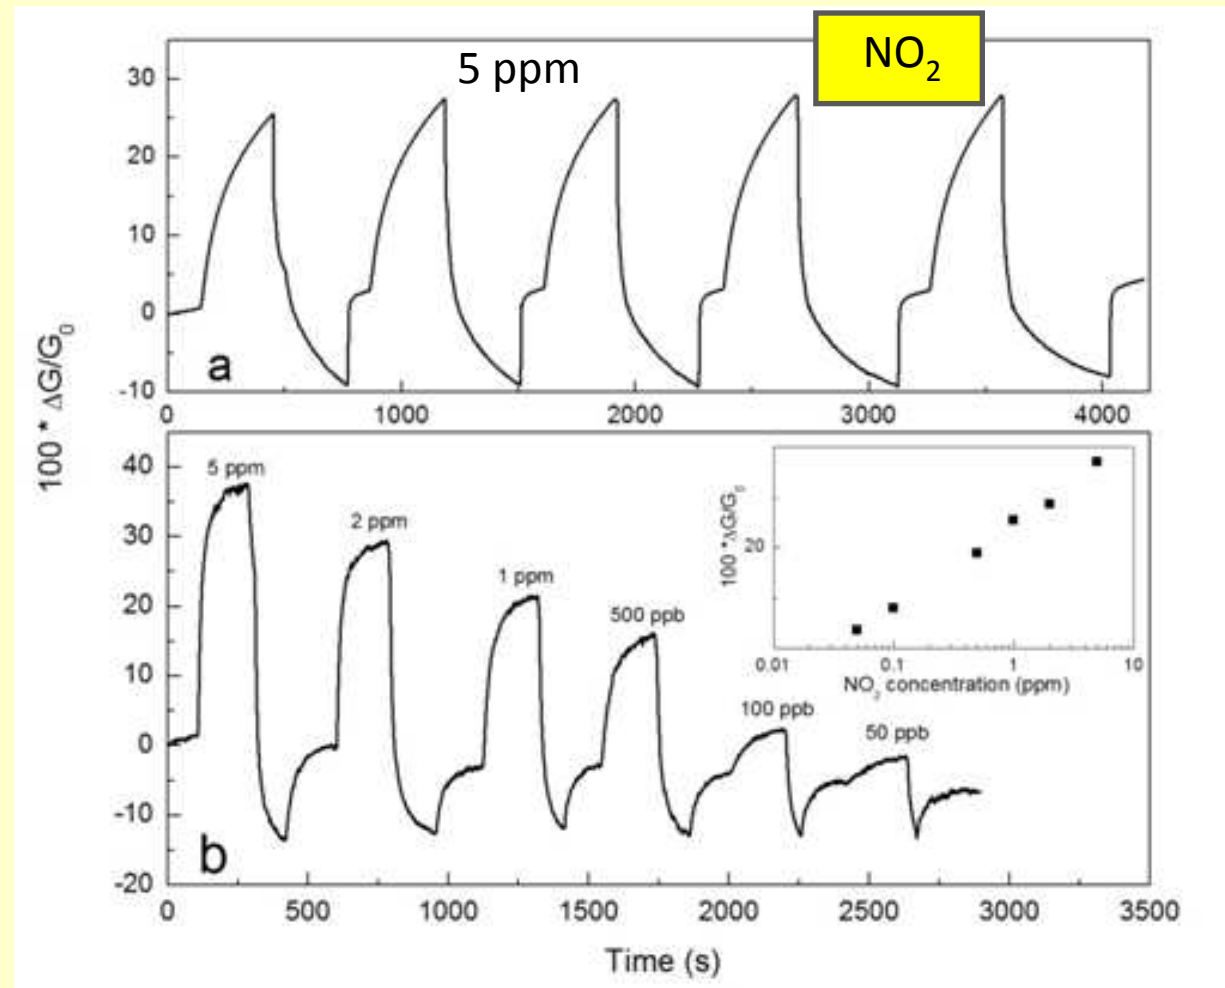 5 ppm
NO₂
30
20
10
0
-10
a
0 1000 2000 3000 4000
100 * ΔG/G₀
40
30
20
10
0
-10
-20
5 ppm
2 ppm
1 ppm
500 ppb
100 ppb
50 ppb
b
100 * ΔG/G₀
20
0.01 0.1 1 10
NO₂ concentration (ppm)
0 500 1000 1500 2000 2500 3000 3500
Time (s)